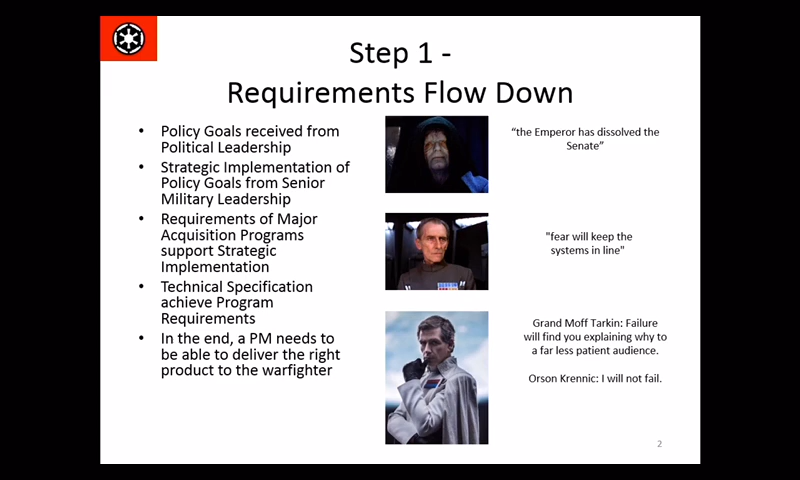 Step 1 -
Requirements Flow Down
• Policy Goals received from
Political Leadership
• Strategic Implementation of
Policy Goals from Senior
Military Leadership
• Requirements of Major
Acquisition Programs
support Strategic
Implementation
• Technical Specification
achieve Program
Requirements
• In the end, a PM needs to
be able to deliver the right
product to the warfighter
“the Emperor has dissolved the
Senate”
"fear will keep the
systems in line"
Grand Moff Tarkin: Failure
will find you explaining why to
a far less patient audience.
Orson Krennic: I will not fail.
2